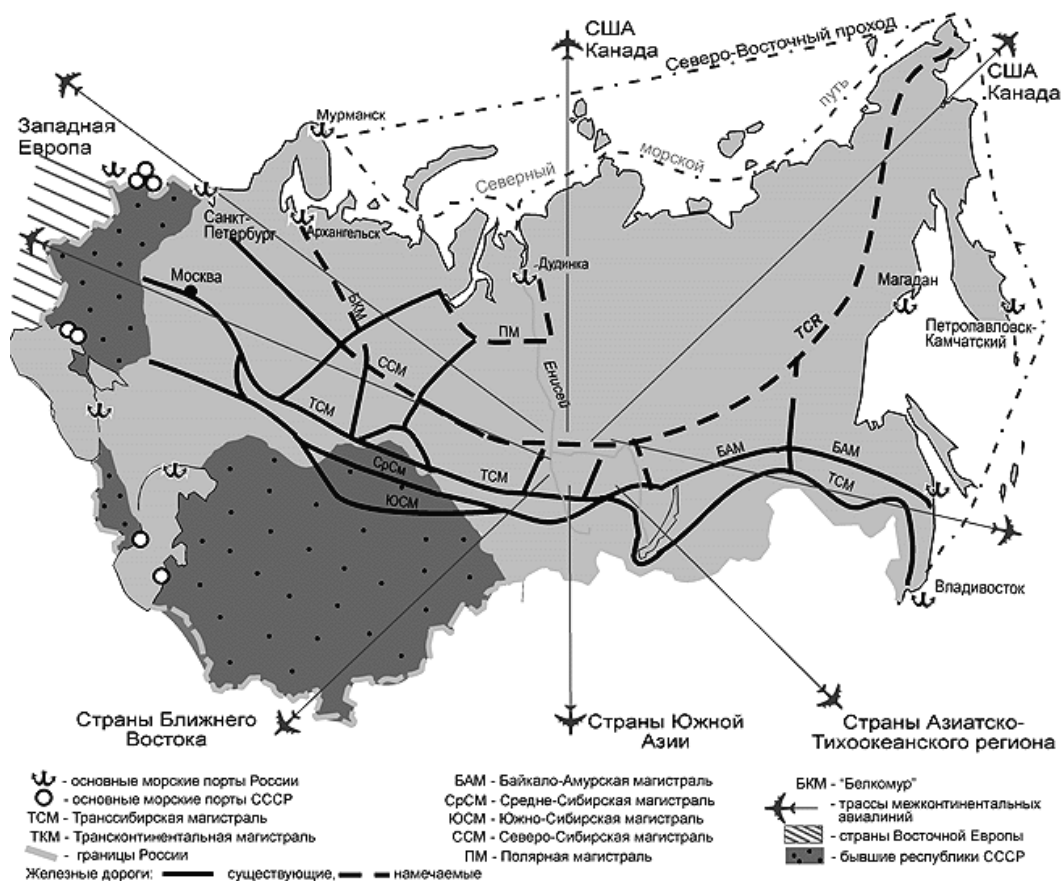 США
Канада
Северо-Восточный проход
США
Канада
Западная
Европа
Мурманск
путь
морской
Северный
Санкт-
Петербург
Архангельск
Дудинка
Москва
БКМ
ПМ
TCR
Магадан
Петропавловск-
Камчатский
ССМ
Енисей
ТСМ
БАМ
БАМ
СрСм
ТСМ
ТСМ
ЮСМ
Владивосток
Страны Ближнего
Востока
Страны Южной
Азии
Страны Азиатско-
Тихоокеанского региона
- основные морские порты России
- основные морские порты СССР
ТСМ - Транссибирская магистраль
ТКМ - Трансконтинентальная магистраль
- границы России
Железные дороги: существующие, намечаемые
БАМ - Байкало-Амурская магистраль
СрСМ - Средне-Сибирская магистраль
ЮСМ - Южно-Сибирская магистраль
ССМ - Северо-Сибирская магистраль
ПМ - Полярная магистраль
БКМ - "Белкомур"
- трассы межконтинентальных
авиалиний
- страны Восточной Европы
- бывшие республики СССР